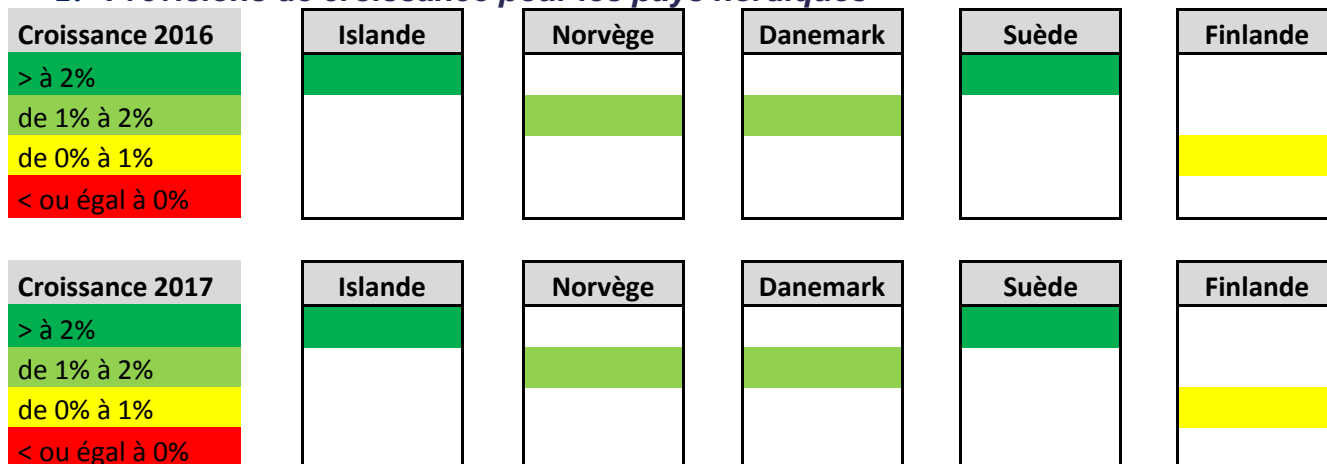 Croissance 2016 Islande Norvège Danemark Suède Finlande
> à 2%
de 1% à 2%
de 0% à 1%
< ou égal à 0%
Croissance 2017 Islande Norvège Danemark Suède Finlande
> à 2%
de 1% à 2%
de 0% à 1%
< ou égal à 0%